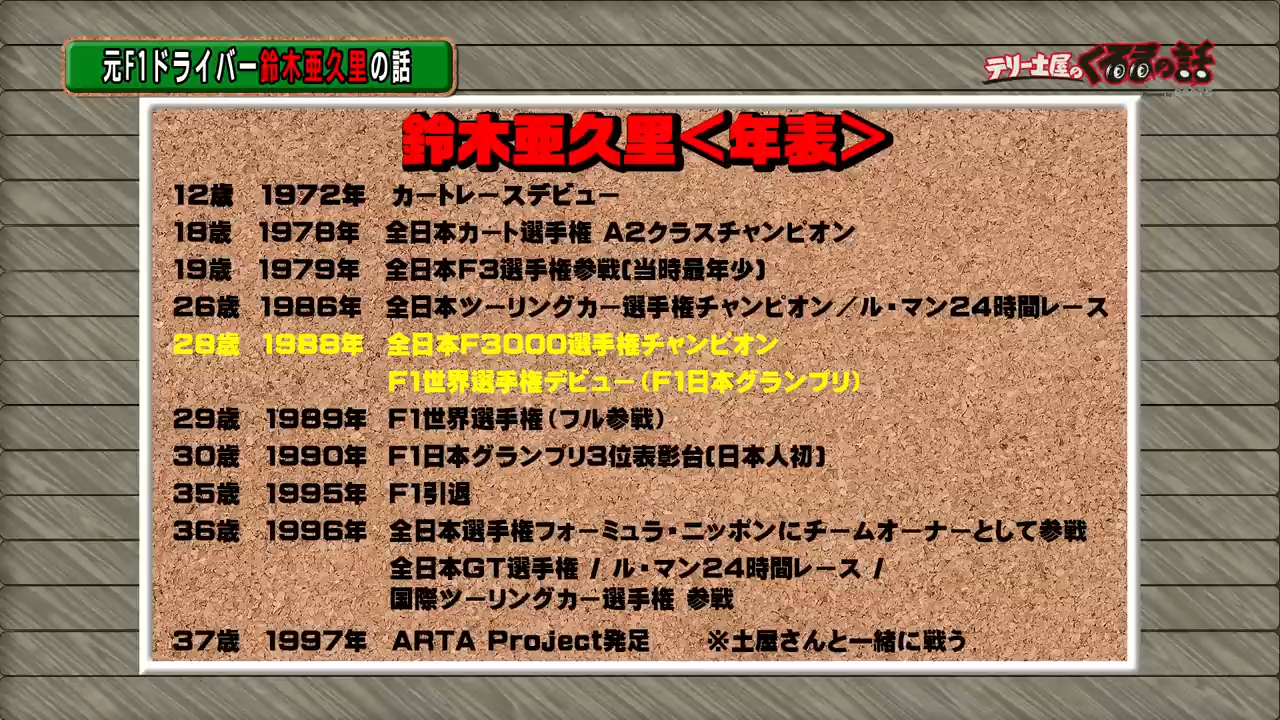 元F1ドライバー鈴木亜久里の話
テリー土屋のくるまの話
鈴木亜久里＜年表＞
12歳 1972年 カートレースデビュー
18歳 1978年 全日本カート選手権 A2クラスチャンピオン
19歳 1979年 全日本F3選手権参戦(当時最年少)
26歳 1986年 全日本ツーリングカー選手権チャンピオン／ル・マン24時間レース
28歳 1988年 全日本F3000選手権チャンピオン
F1世界選手権デビュー（F1日本グランプリ）
29歳 1989年 F1世界選手権（フル参戦）
30歳 1990年 F1日本グランプリ3位表彰台(日本人初)
35歳 1995年 F1引退
36歳 1996年 全日本選手権フォーミュラ・ニッポンにチームオーナーとして参戦
全日本GT選手権 / ル・マン24時間レース /
国際ツーリングカー選手権 参戦
37歳 1997年 ARTA Project発足 ※土屋さんと一緒に戦う